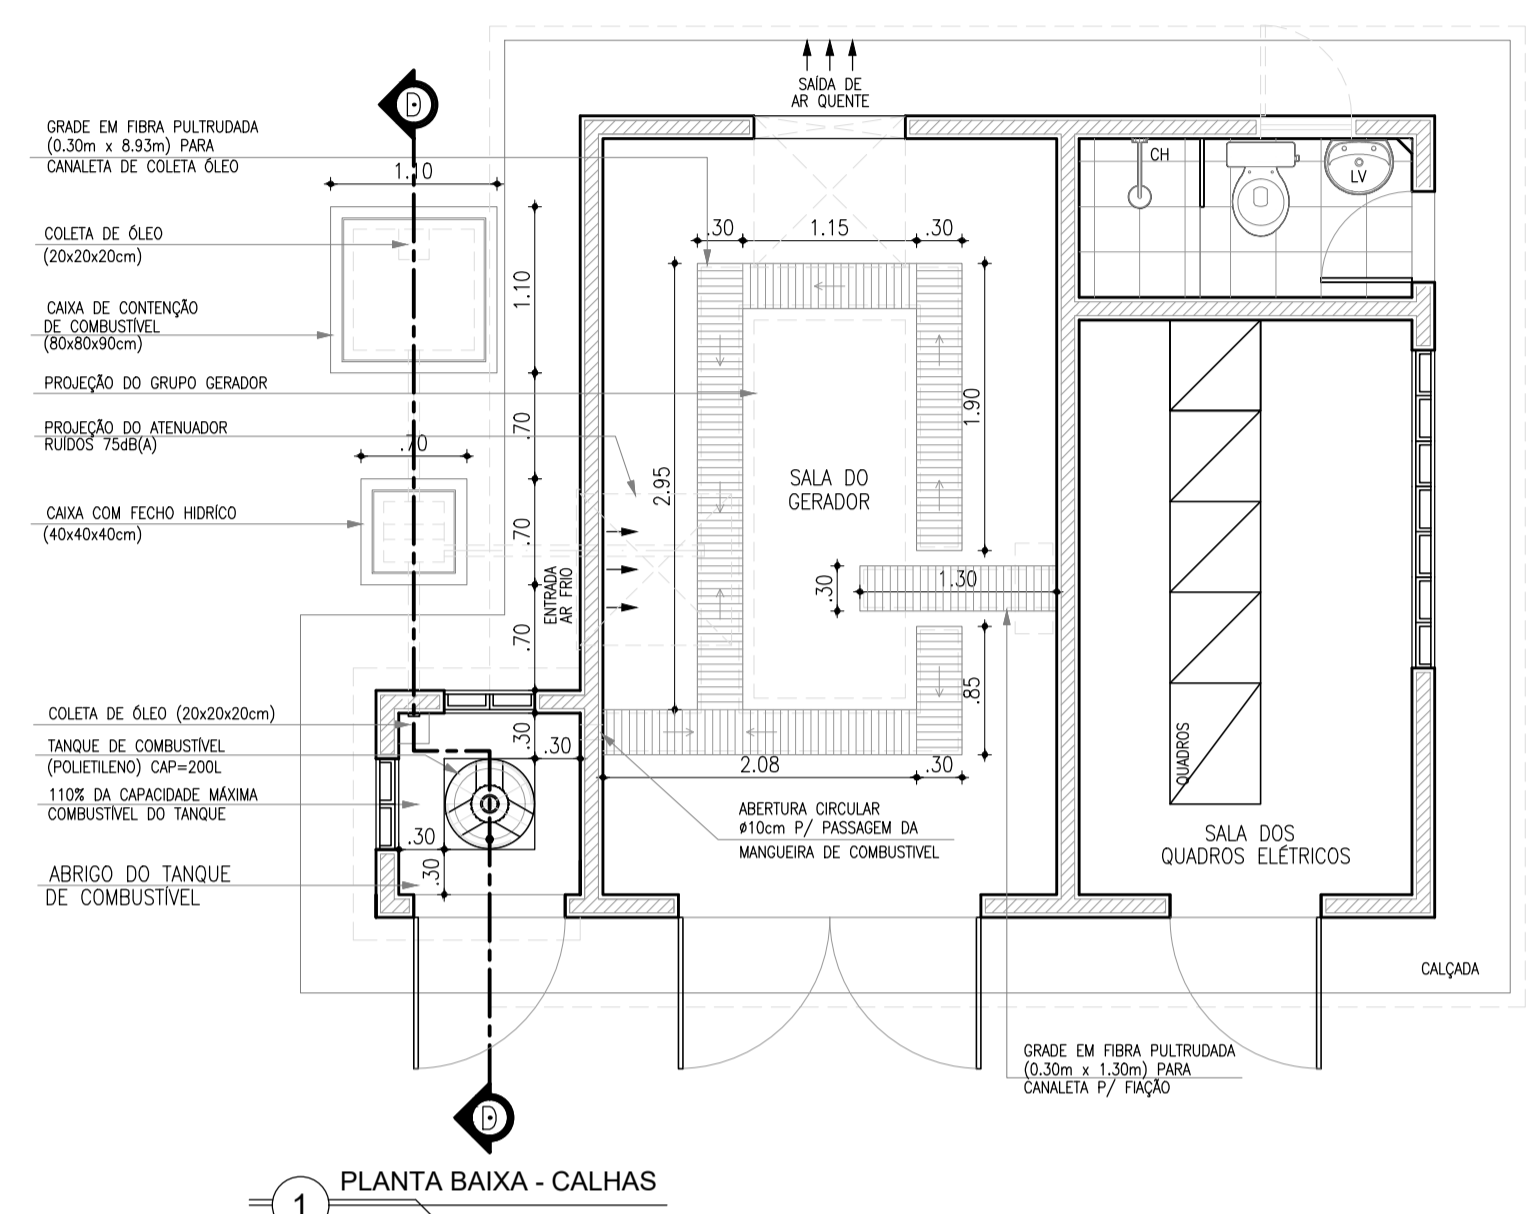 SAÍDA DE
AR QUENTE
D
GRADE EM FIBRA PULTRUDADA
(0.30m x 8.93m) PARA
CANALETA DE COLETA ÓLEO
1.10
CH
LV
COLETA DE ÓLEO
(20x20x20cm)
.30
1.15
.30
1.10
CAIXA DE CONTENÇÃO
DE COMBUSTÍVEL
(80x80x90cm)
PROJEÇÃO DO GRUPO GERADOR
PROJEÇÃO DO ATENUADOR
RUÍDOS 75dB(A)
.70
.70
1.90
2.95
SALA DO
GERADOR
CAIXA COM FECHO HIDRÍCO
(40x40x40cm)
.70
ENTRADA
AR FRIO
.30
1.30
.70
.85
COLETA DE ÓLEO (20x20x20cm)
TANQUE DE COMBUSTÍVEL
(POLIETILENO) CAP=200L
.30
.30
QUADROS
2.08
.30
110% DA CAPACIDADE MÁXIMA
COMBUSTÍVEL DO TANQUE
ABERTURA CIRCULAR
ø10cm P/ PASSAGEM DA
MANGUEIRA DE COMBUSTIVEL
.30
.30
SALA DOS
QUADROS ELÉTRICOS
ABRIGO DO TANQUE
DE COMBUSTÍVEL
CALÇADA
GRADE EM FIBRA PULTRUDADA
(0.30m x 1.30m) PARA
CANALETA P/ FIAÇÃO
D
1
PLANTA BAIXA - CALHAS